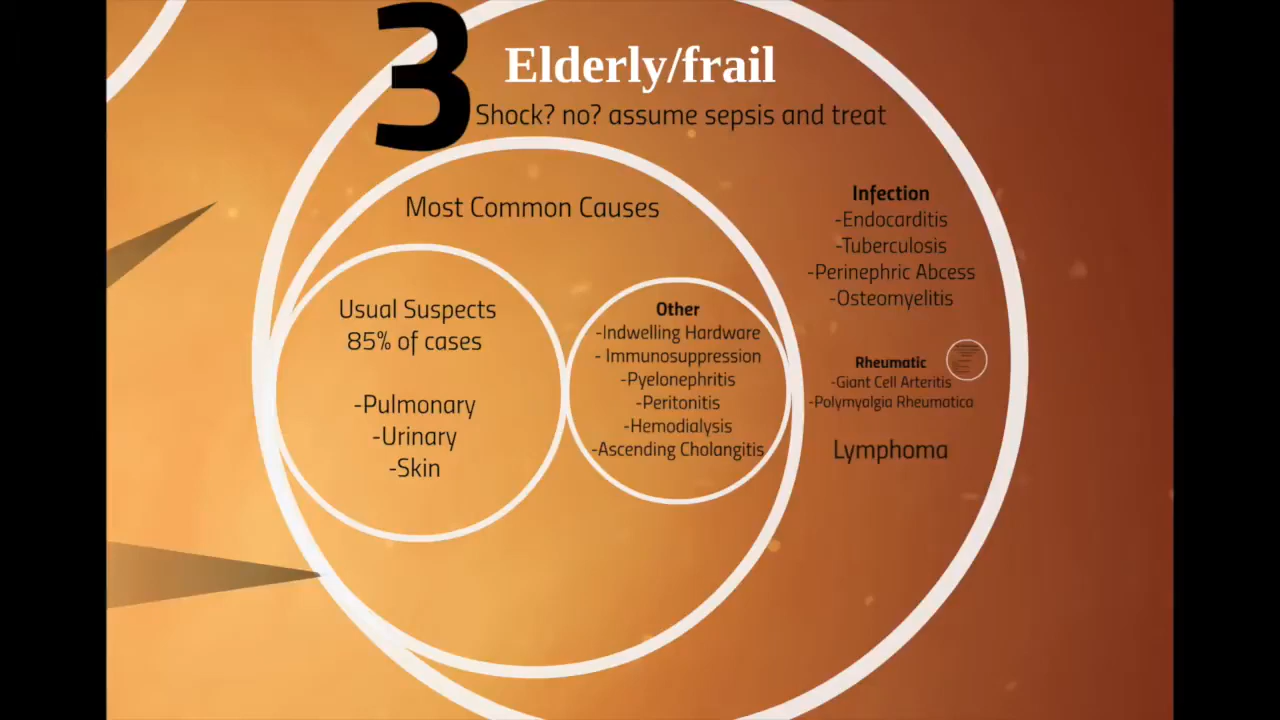 3
Elderly/frail
Shock? no? assume sepsis and treat
Most Common Causes
Usual Suspects
85% of cases
-Pulmonary
-Urinary
-Skin
Other
-Indwelling Hardware
- Immunosuppression
-Pyelonephritis
-Peritonitis
-Hemodialysis
-Ascending Cholangitis
Infection
-Endocarditis
-Tuberculosis
-Perinephric Abcess
-Osteomyelitis
Rheumatic
-Giant Cell Arteritis
-Polymyalgia Rheumatica
Lymphoma